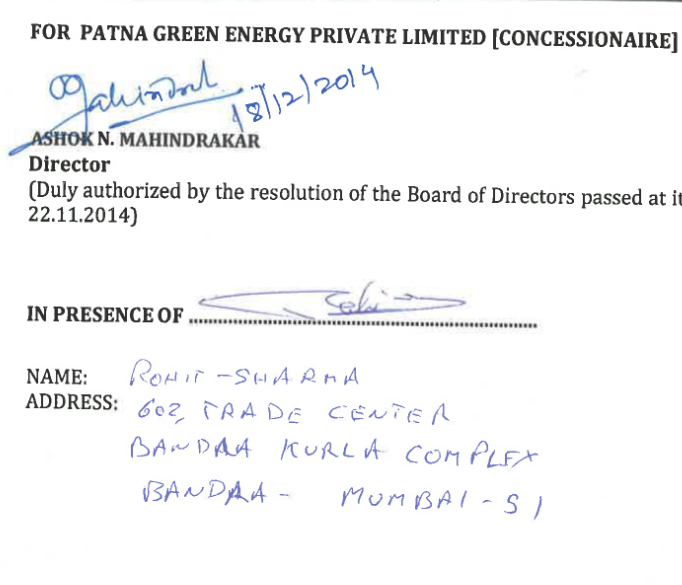 FOR PATNA GREEN ENERGY PRIVATE LIMITED [CONCESSIONAIRE]
18/12/2014
ASHOK N. MAHINDRAKAR
Director
(Duly authorized by the resolution of the Board of Directors passed at it
22.11.2014)
IN PRESENCE OF
NAME: ROHIT - SHARMA
ADDRESS: 602, TRADE CENTER
BANDRA KURLA COMPLEX
BANDRA - MUMBAI - 51